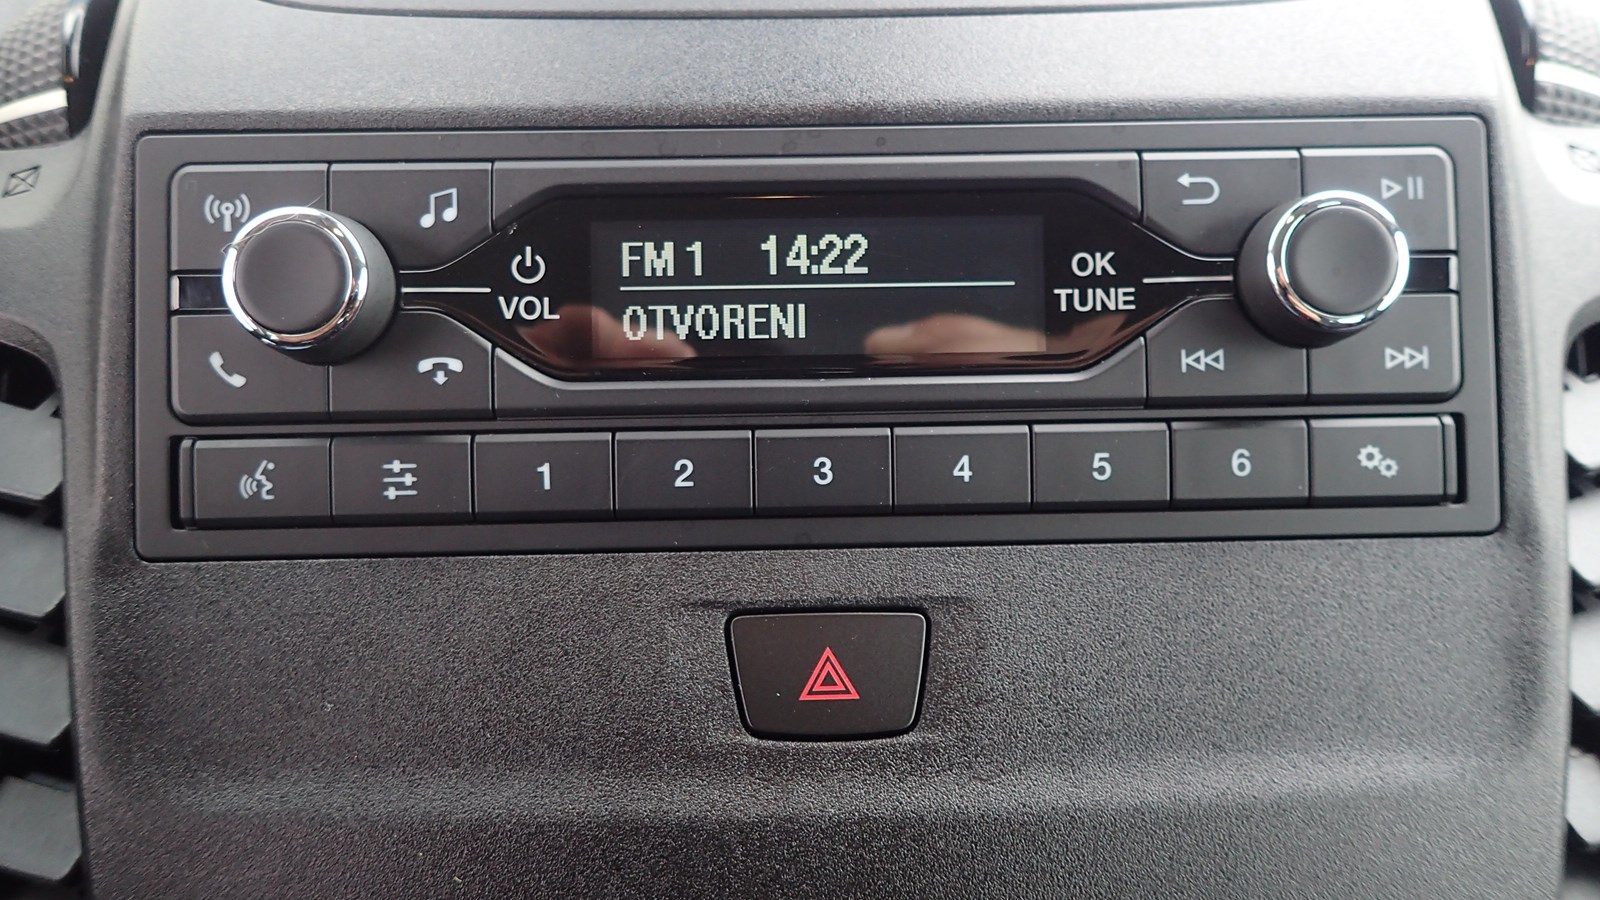 FM 1 14:22
OTVORENI
VOL
OK
TUNE
1 2 3 4 5 6